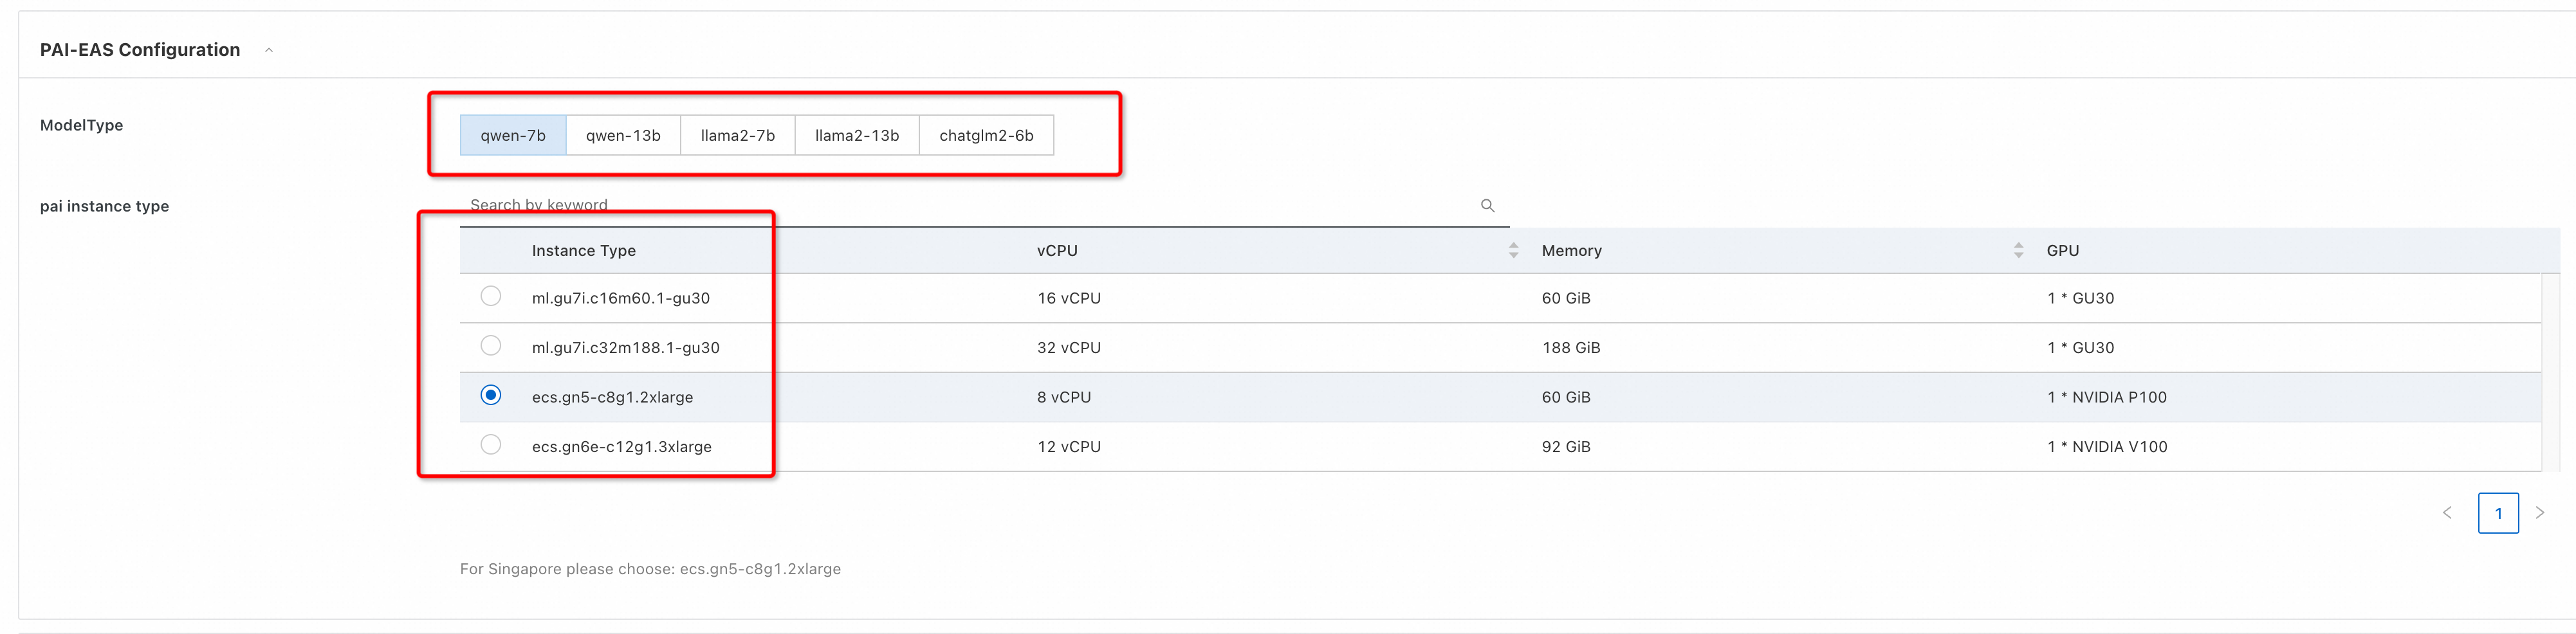 PAI-EAS Configuration
ModelType
qwen-7b qwen-13b llama2-7b llama2-13b chatglm2-6b
pai instance type
Search by keyword
Instance Type vCPU Memory GPU
ml.gu7i.c16m60.1-gu30 16 vCPU 60 GiB 1 * GU30
ml.gu7i.c32m188.1-gu30 32 vCPU 188 GiB 1 * GU30
ecs.gn5-c8g1.2xlarge 8 vCPU 60 GiB 1 * NVIDIA P100
ecs.gn6e-c12g1.3xlarge 12 vCPU 92 GiB 1 * NVIDIA V100
1
For Singapore please choose: ecs.gn5-c8g1.2xlarge